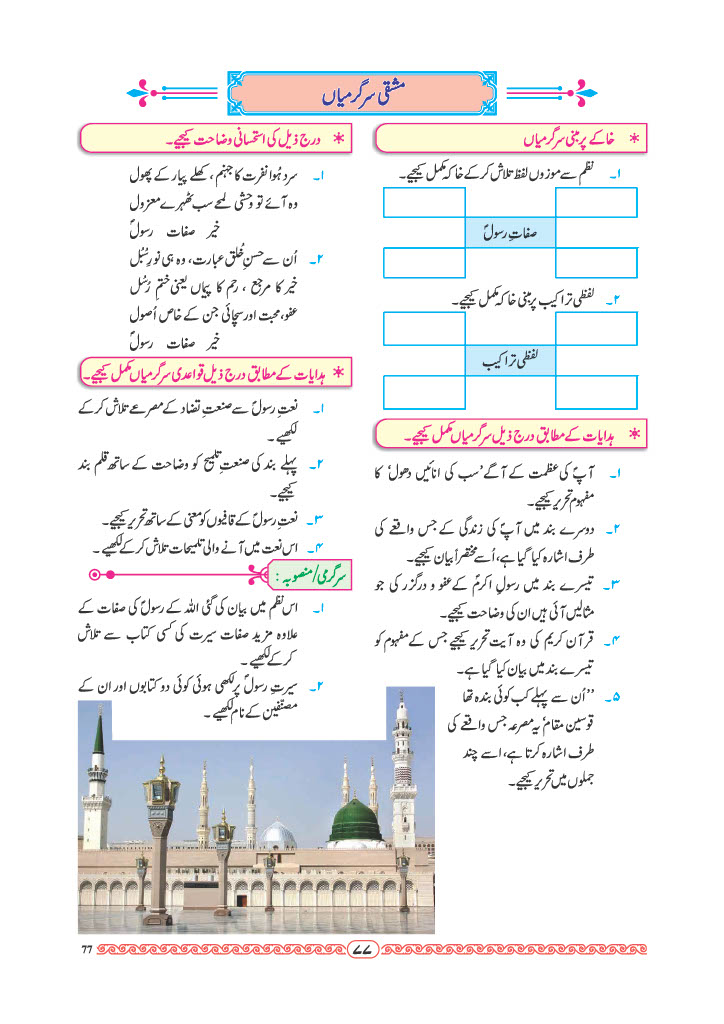 مشقی سرگرمیاں
* خاکے پر مبنی سرگرمیاں
۱۔ نظم سے موزوں لفظ تلاش کرکے خاکہ مکمل کیجیے۔
صفاتِ رسولؐ
۲۔ لفظی تراکیب پر مبنی خاکہ مکمل کیجیے۔
لفظی تراکیب
* ہدایات کے مطابق درج ذیل سرگرمیاں مکمل کیجیے۔
۱۔ آپؐ کی عظمت کے آگے 'سب کی انائیں دھول' کا
مفہوم تحریر کیجیے۔
۲۔ دوسرے بند میں آپؐ کی زندگی کے جس واقعے کی
طرف اشارہ کیا گیا ہے، اُسے مختصراً بیان کیجیے۔
۳۔ تیسرے بند میں رسولِ اکرمؐ کے عفو و درگزر کی جو
مثالیں آئی ہیں ان کی وضاحت کیجیے۔
۴۔ قرآن کریم کی وہ آیت تحریر کیجیے جس کے مفہوم کو
تیسرے بند میں بیان کیا گیا ہے۔
۵۔ ''اُن سے پہلے کب کوئی بندہ تھا
قوسین مقام' یہ مصرعہ جس واقعے کی
طرف اشارہ کرتا ہے، اسے چند
جملوں میں تحریر کیجیے۔
* درج ذیل کی استحسانی وضاحت کیجیے۔
۱۔ سرد ہُوا نفرت کا جہنم، کھلے پیار کے پھول
وہ آئے تو وحشی لمحے سب ٹھہرے معزول
خیر صفات رسولؐ
۲۔ اُن سے حسنِ خُلق عبارت، وہ ہی نورِ سُبُل
خیر کا مرجع ، رحم کا پیاں یعنی ختمِ رُسُل
عفو، محبت اور سچائی جن کے خاص اُصول
خیر صفات رسولؐ
* ہدایات کے مطابق درج ذیل قواعدی سرگرمیاں مکمل کیجیے۔
۱۔ نعتِ رسولؐ سے صنعتِ تضاد کے مصرعے تلاش کرکے
لکھیے۔
۲۔ پہلے بند کی صنعتِ تلمیح کو وضاحت کے ساتھ قلم بند
کیجیے۔
۳۔ نعتِ رسولؐ کے قافیوں کو معنی کے ساتھ تحریر کیجیے۔
۴۔ اس نعت میں آنے والی تلمیحات تلاش کرکے لکھیے۔
سرگرمی/منصوبہ :
۱۔ اس نظم میں بیان کی گئی اللہ کے رسولؐ کی صفات کے
علاوہ مزید صفات سیرت کی کسی کتاب سے تلاش
کرکے لکھیے۔
۲۔ سیرتِ رسولؐ پر لکھی ہوئی کوئی دو کتابوں اور ان کے
مصنّفین کے نام لکھیے۔
77
۷۷